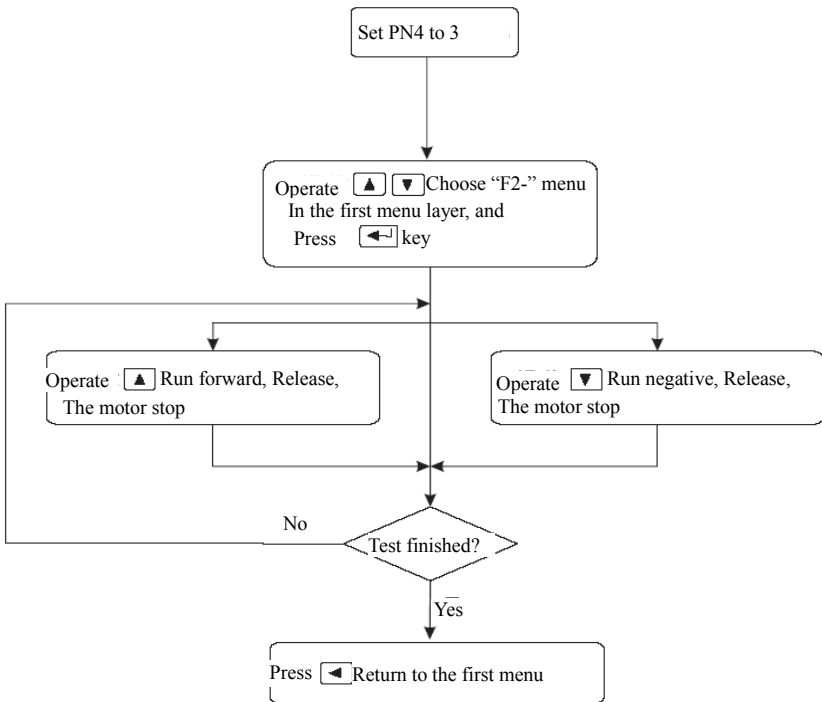 Set PN4 to 3
Operate ▲ ▼ Choose “F2-” menu
In the first menu layer, and
Press ↵ key
Operate ▲ Run forward, Release,
The motor stop
Operate ▼ Run negative, Release,
The motor stop
No
Test finished?
Yes
Press ◄ Return to the first menu